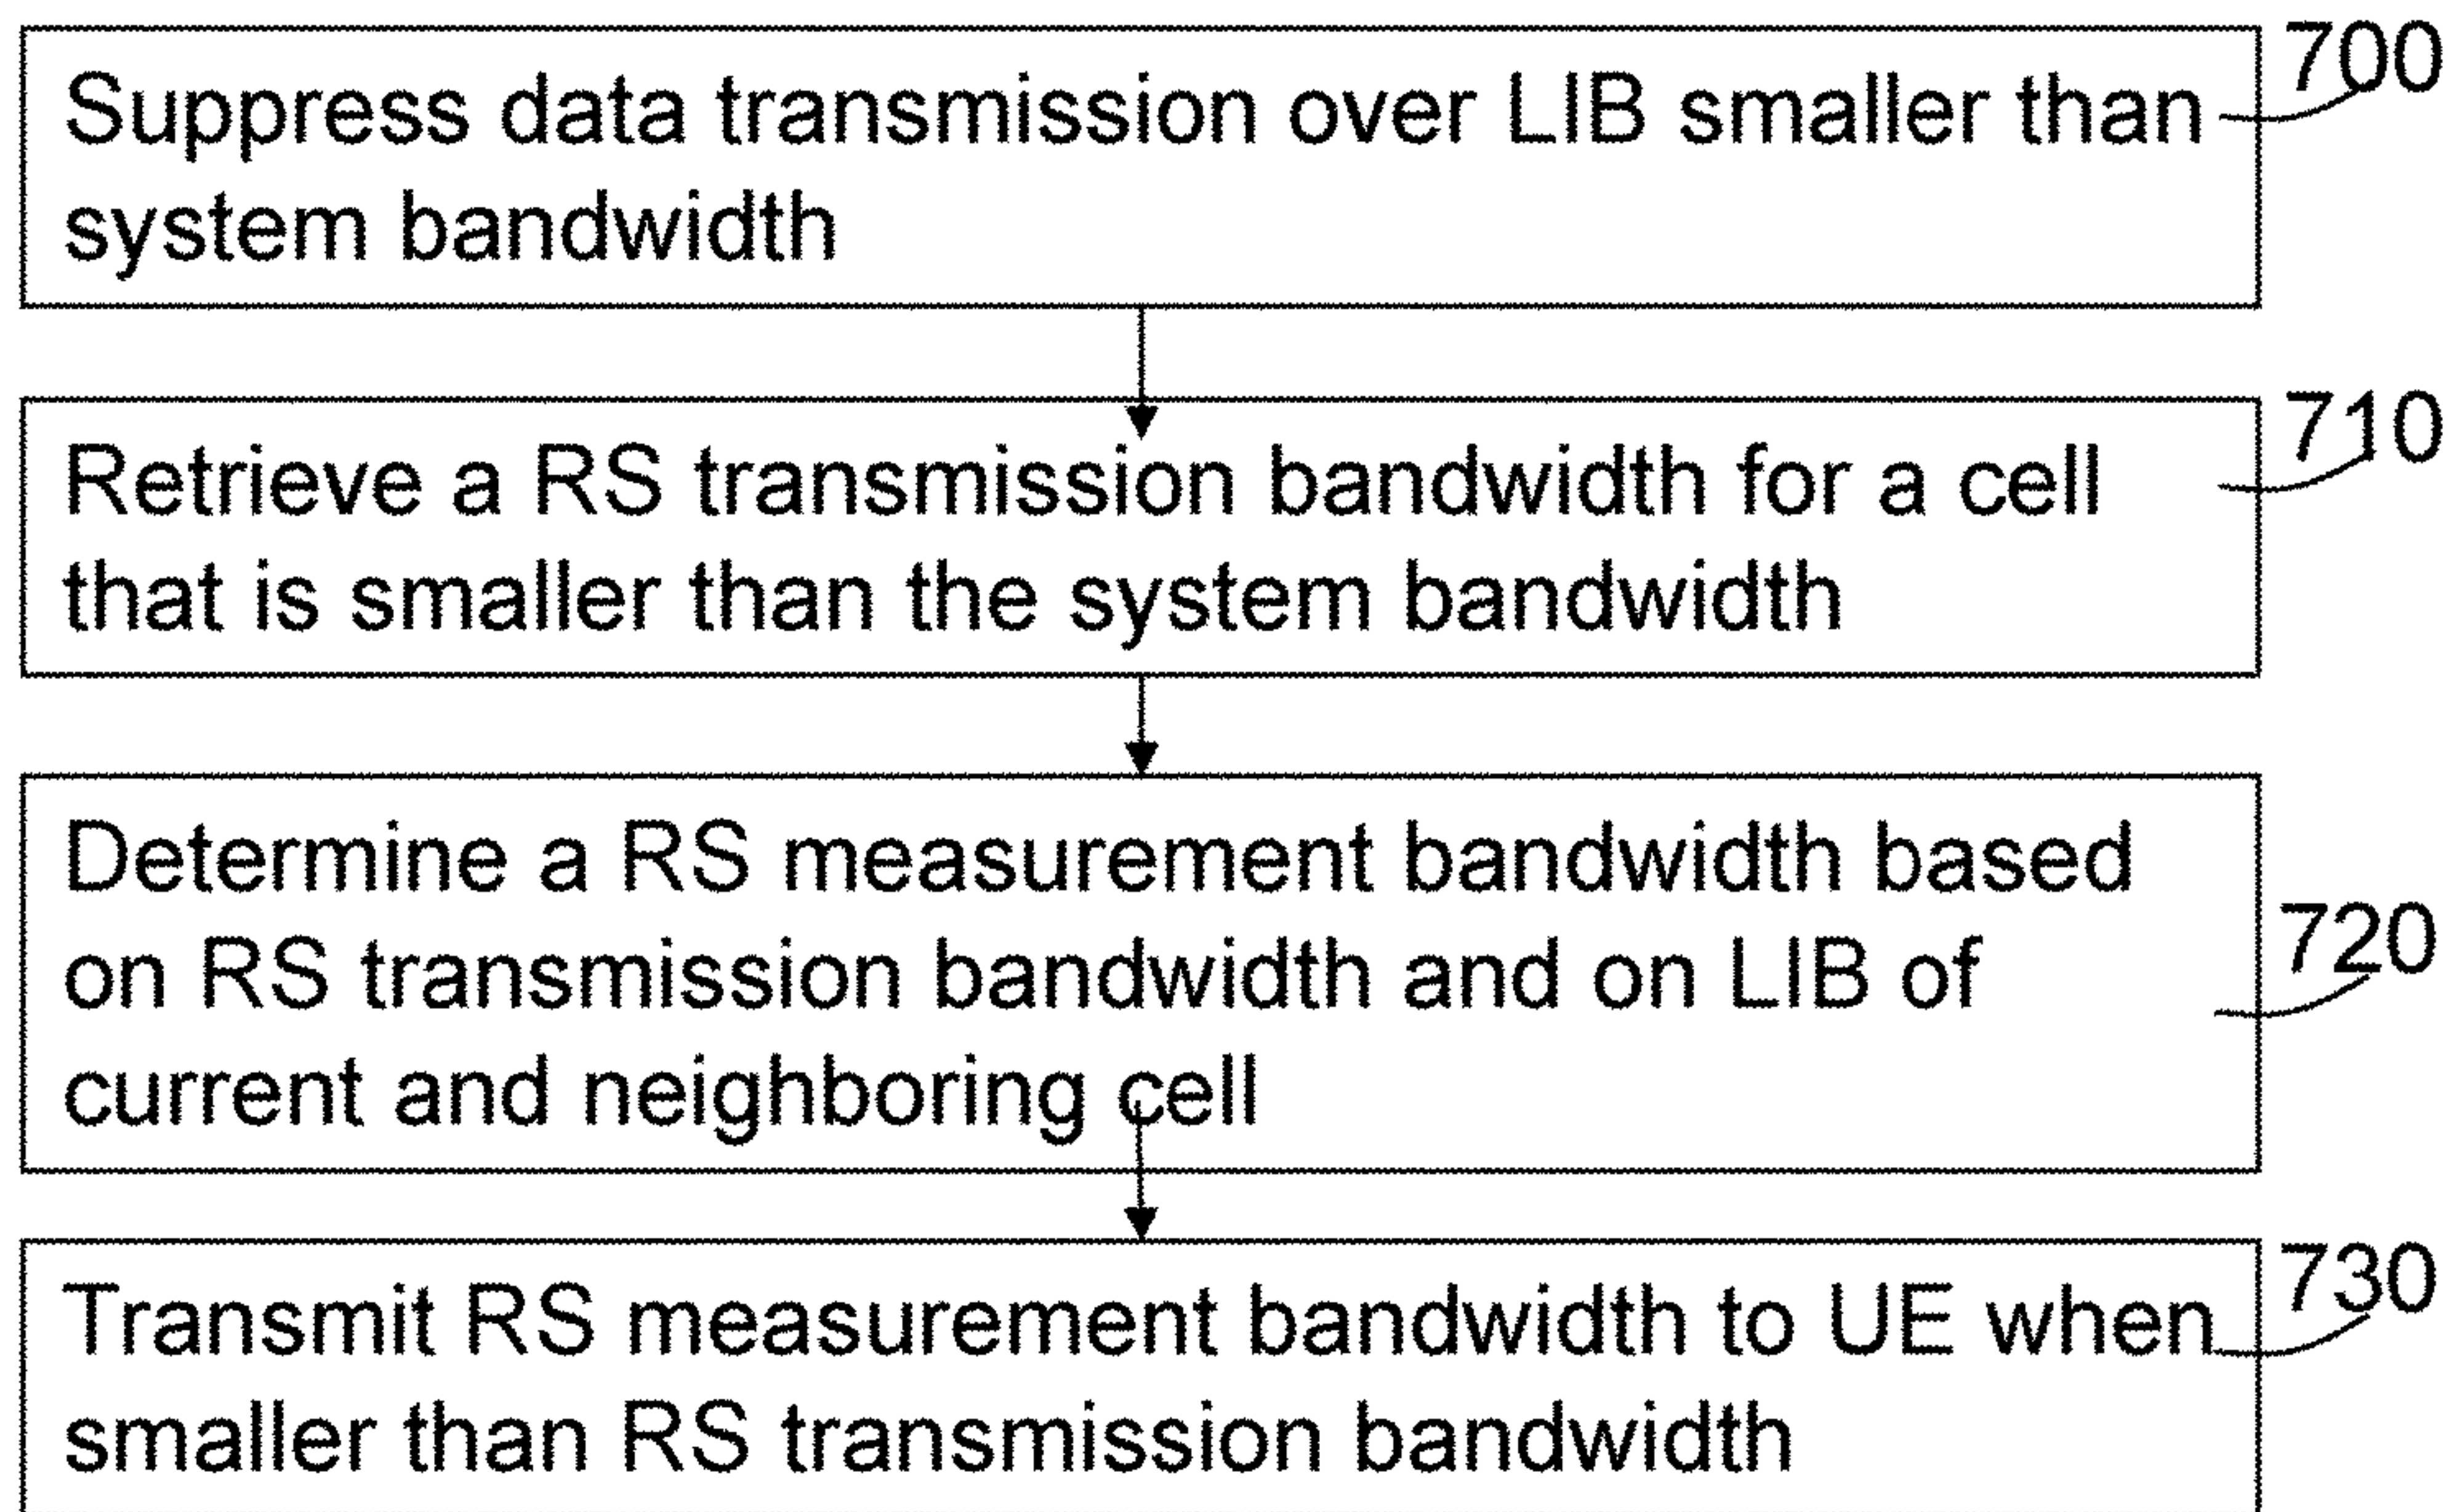 Suppress data transmission over LIB smaller than
system bandwidth
700
Retrieve a RS transmission bandwidth for a cell
that is smaller than the system bandwidth
710
Determine a RS measurement bandwidth based
on RS transmission bandwidth and on LIB of
current and neighboring cell
720
Transmit RS measurement bandwidth to UE when
smaller than RS transmission bandwidth
730